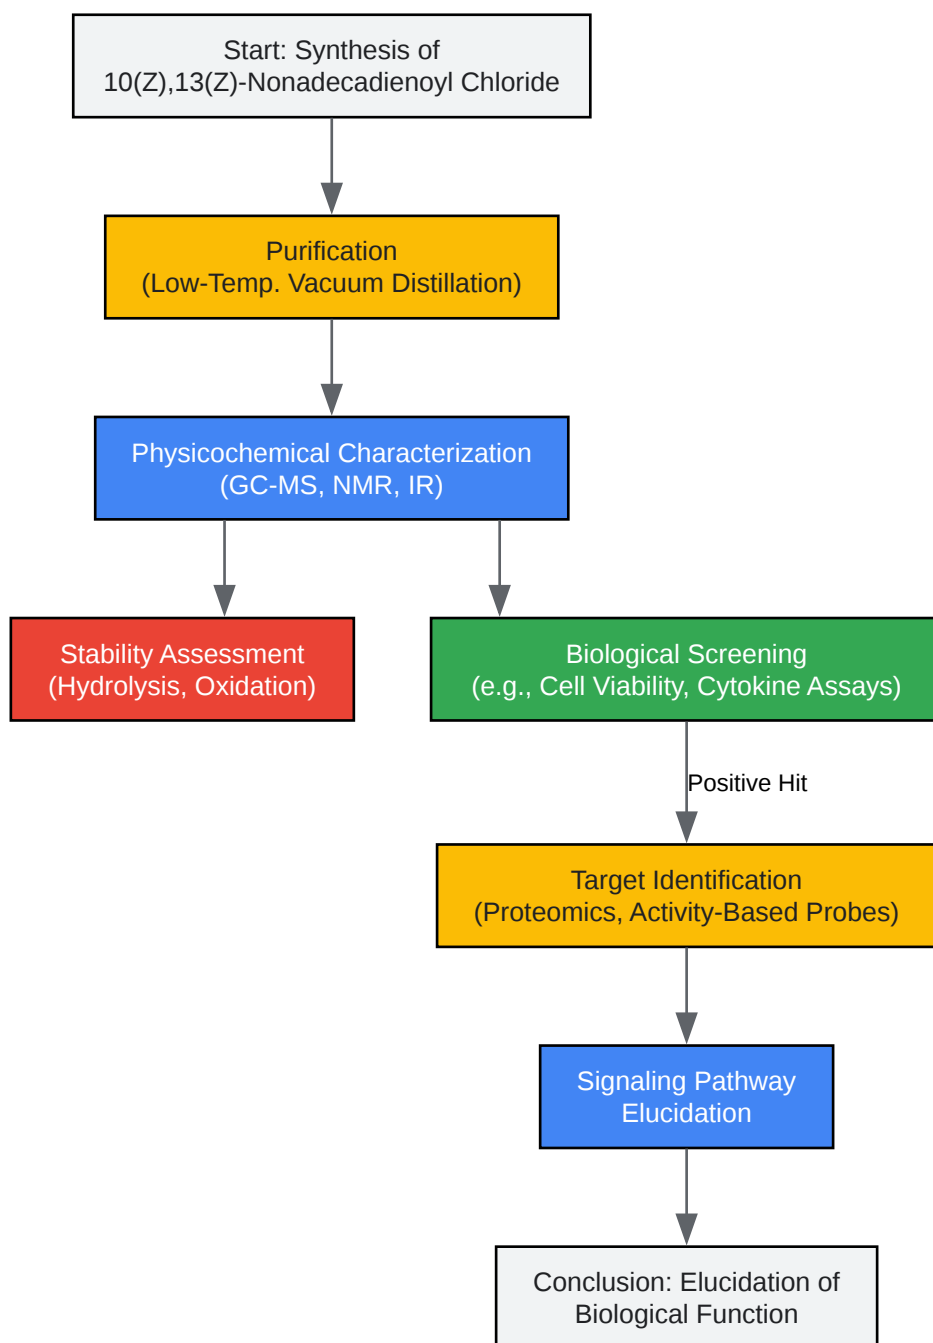 Start: Synthesis of
10(Z),13(Z)-Nonadecadienoyl Chloride
Purification
(Low-Temp. Vacuum Distillation)
Physicochemical Characterization
(GC-MS, NMR, IR)
Stability Assessment
(Hydrolysis, Oxidation)
Biological Screening
(e.g., Cell Viability, Cytokine Assays)
Positive Hit
Target Identification
(Proteomics, Activity-Based Probes)
Signaling Pathway
Elucidation
Conclusion: Elucidation of
Biological Function